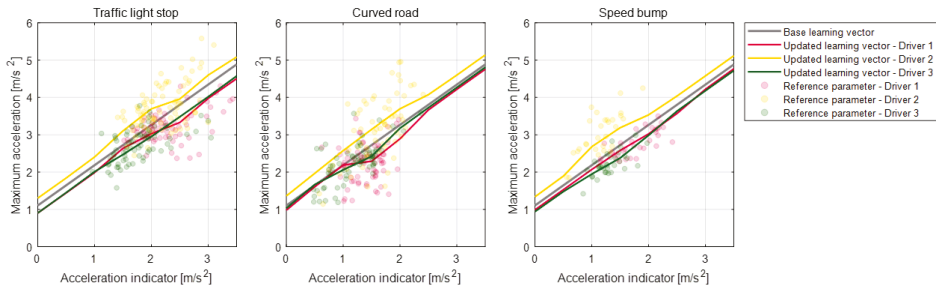 Traffic light stop
Maximum acceleration [m/s²]
6
5
4
3
2
1
0
0 1 2 3
Acceleration indicator [m/s²]
Curved road
Maximum acceleration [m/s²]
6
5
4
3
2
1
0
0 1 2 3
Acceleration indicator [m/s²]
Speed bump
Maximum acceleration [m/s²]
6
5
4
3
2
1
0
0 1 2 3
Acceleration indicator [m/s²]
Base learning vector
Updated learning vector - Driver 1
Updated learning vector - Driver 2
Updated learning vector - Driver 3
Reference parameter - Driver 1
Reference parameter - Driver 2
Reference parameter - Driver 3